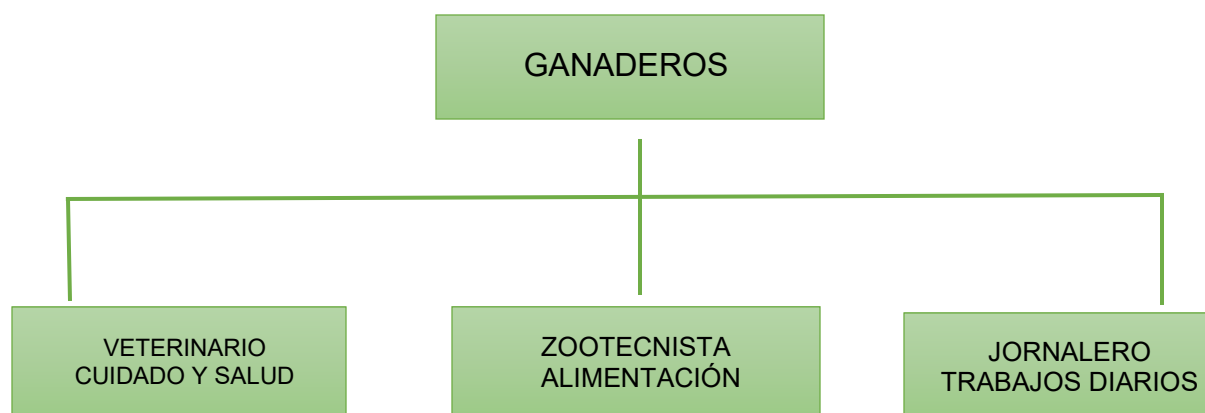 GANADEROS
VETERINARIO
CUIDADO Y SALUD
ZOOTECNISTA
ALIMENTACIÓN
JORNALERO
TRABAJOS DIARIOS